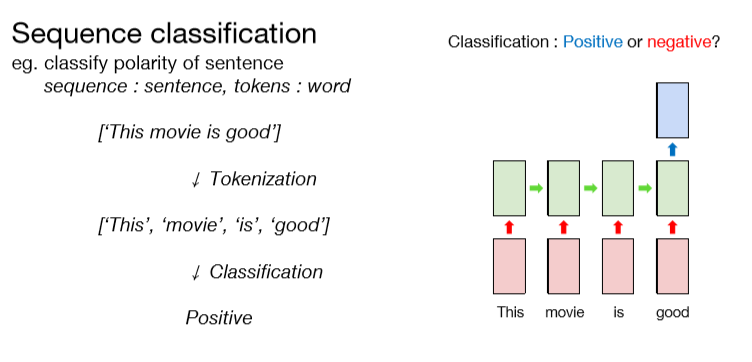 Sequence classification
eg. classify polarity of sentence
sequence : sentence, tokens : word
[‘This movie is good’]
↓ Tokenization
[‘This’, ‘movie’, ‘is’, ‘good’]
↓ Classification
Positive
Classification : Positive or negative?
This movie is good